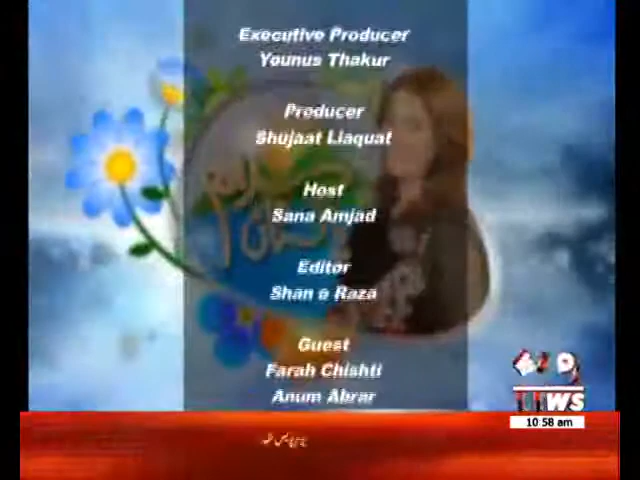 Executive Producer
Younus Thakur
Producer
Shujaat Liaquat
Host
Sana Amjad
Editor
Shan e Raza
Guest
Farah Chishti
Anum Abrar
10:58 am